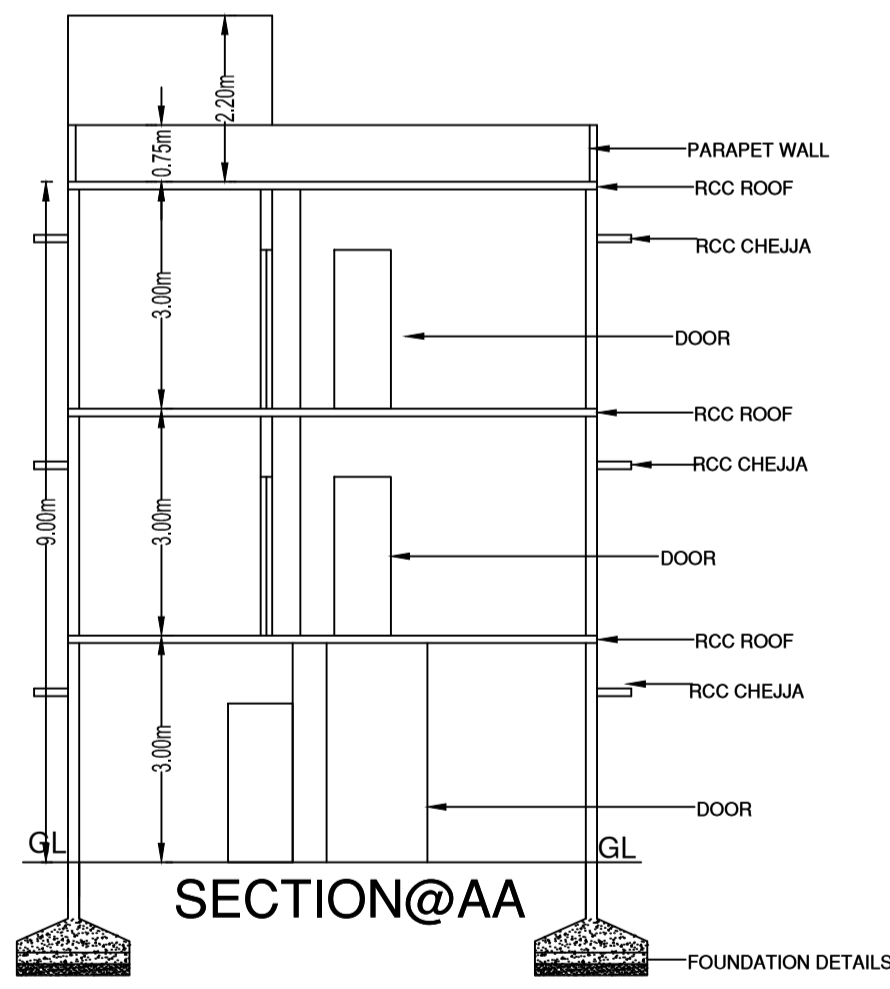 2.20m
0.75m
PARAPET WALL
RCC ROOF
RCC CHEJJA
3.00m
DOOR
RCC ROOF
RCC CHEJJA
9.00m
3.00m
DOOR
RCC ROOF
RCC CHEJJA
3.00m
DOOR
GL
GL
SECTION@AA
FOUNDATION DETAILS